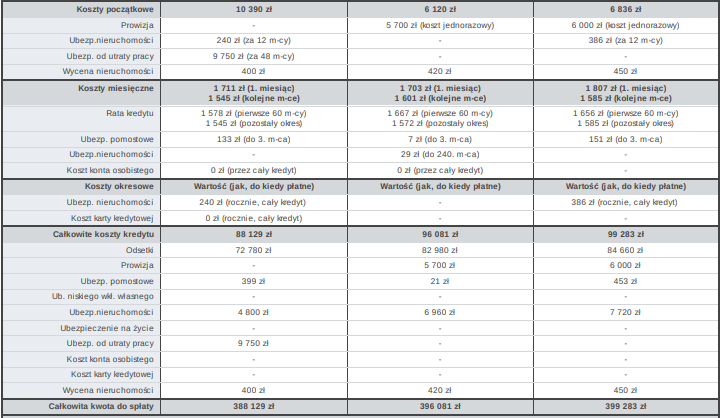 Koszty początkowe 10 390 zł 6 120 zł 6 836 zł
Prowizja - 5 700 zł (koszt jednorazowy) 6 000 zł (koszt jednorazowy)
Ubezp.nieruchomości 240 zł (za 12 m-cy) - 386 zł (za 12 m-cy)
Ubezp. od utraty pracy 9 750 zł (za 48 m-cy) - -
Wycena nieruchomości 400 zł 420 zł 450 zł
Koszty miesięczne 1 711 zł (1. miesiąc) 1 703 zł (1. miesiąc) 1 807 zł (1. miesiąc)
1 545 zł (kolejne m-ce) 1 601 zł (kolejne m-ce) 1 585 zł (kolejne m-ce)
Rata kredytu 1 578 zł (pierwsze 60 m-cy) 1 667 zł (pierwsze 60 m-cy) 1 656 zł (pierwsze 60 m-cy)
1 545 zł (pozostały okres) 1 572 zł (pozostały okres) 1 585 zł (pozostały okres)
Ubezp. pomostowe 133 zł (do 3. m-ca) 7 zł (do 3. m-ca) 151 zł (do 3. m-ca)
Ubezp.nieruchomości - 29 zł (do 240. m-ca) -
Koszt konta osobistego 0 zł (przez cały kredyt) 0 zł (przez cały kredyt) -
Koszty okresowe Wartość (jak, do kiedy płatne) Wartość (jak, do kiedy płatne) Wartość (jak, do kiedy płatne)
Ubezp. nieruchomości 240 zł (rocznie, cały kredyt) - 386 zł (rocznie, cały kredyt)
Koszt karty kredytowej 0 zł (rocznie, cały kredyt) - -
Całkowite koszty kredytu 88 129 zł 96 081 zł 99 283 zł
Odsetki 72 780 zł 82 980 zł 84 660 zł
Prowizja - 5 700 zł 6 000 zł
Ubezp. pomostowe 399 zł 21 zł 453 zł
Ub. niskiego wkł. własnego - - -
Ubezp.nieruchomości 4 800 zł 6 960 zł 7 720 zł
Ubezpieczenie na życie - - -
Ubezp. od utraty pracy 9 750 zł - -
Koszt konta osobistego - - -
Koszt karty kredytowej - - -
Wycena nieruchomości 400 zł 420 zł 450 zł
Całkowita kwota do spłaty 388 129 zł 396 081 zł 399 283 zł